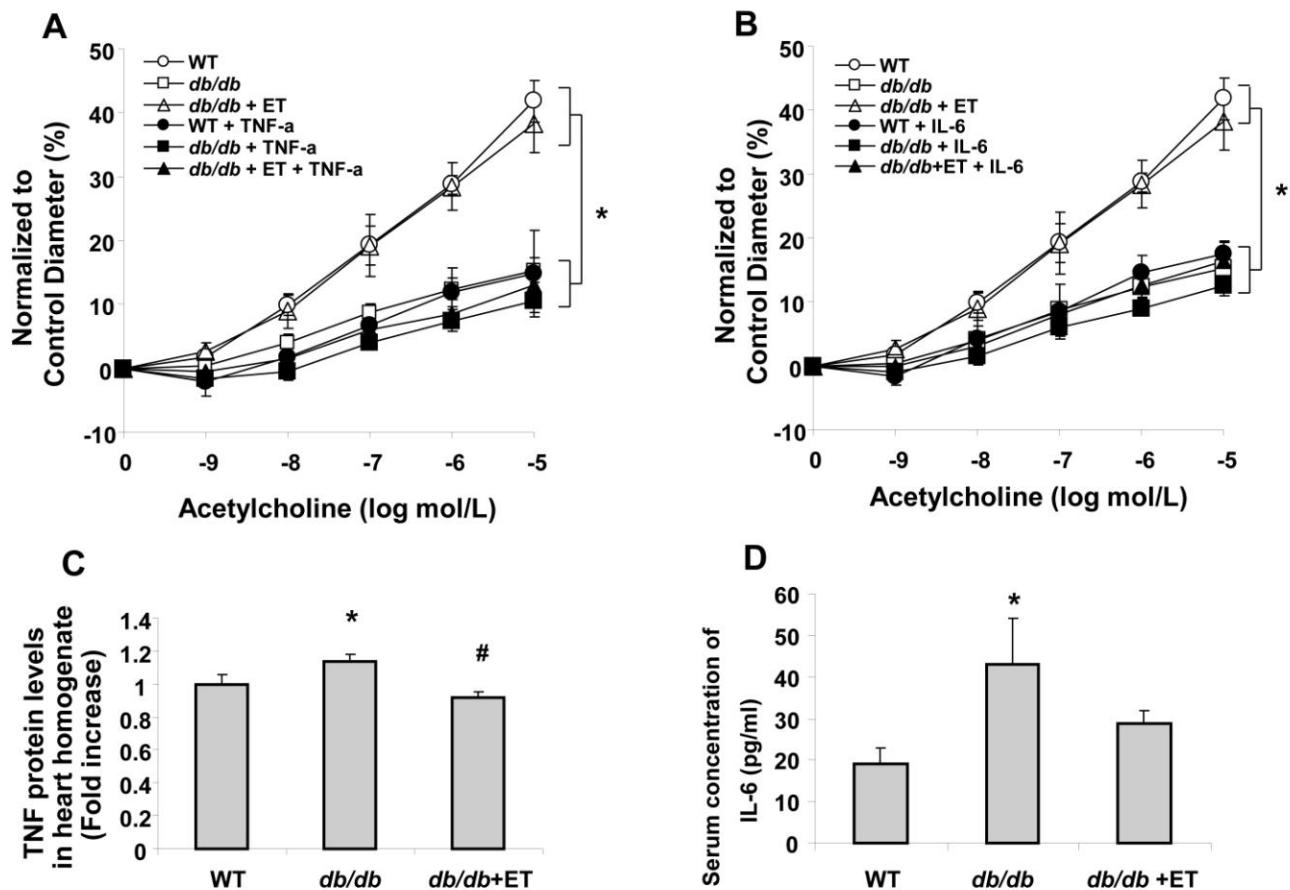 A
50
40
30
20
10
0
-10
Normalized to
Control Diameter (%)
WT
db/db
db/db + ET
WT + TNF-a
db/db + TNF-a
db/db + ET + TNF-a
*
0 -9 -8 -7 -6 -5
Acetylcholine (log mol/L)
B
50
40
30
20
10
0
-10
Normalized to
Control Diameter (%)
WT
db/db
db/db + ET
WT + IL-6
db/db + IL-6
db/db+ET + IL-6
*
0 -9 -8 -7 -6 -5
Acetylcholine (log mol/L)
C
TNF protein levels
in heart homogenate
(Fold increase)
1.4
1.2
1
0.8
0.6
0.4
0.2
0
*
#
WT db/db db/db+ET
D
Serum concentration of
IL-6 (pg/ml)
60
50
40
30
20
10
0
*
WT db/db db/db +ET